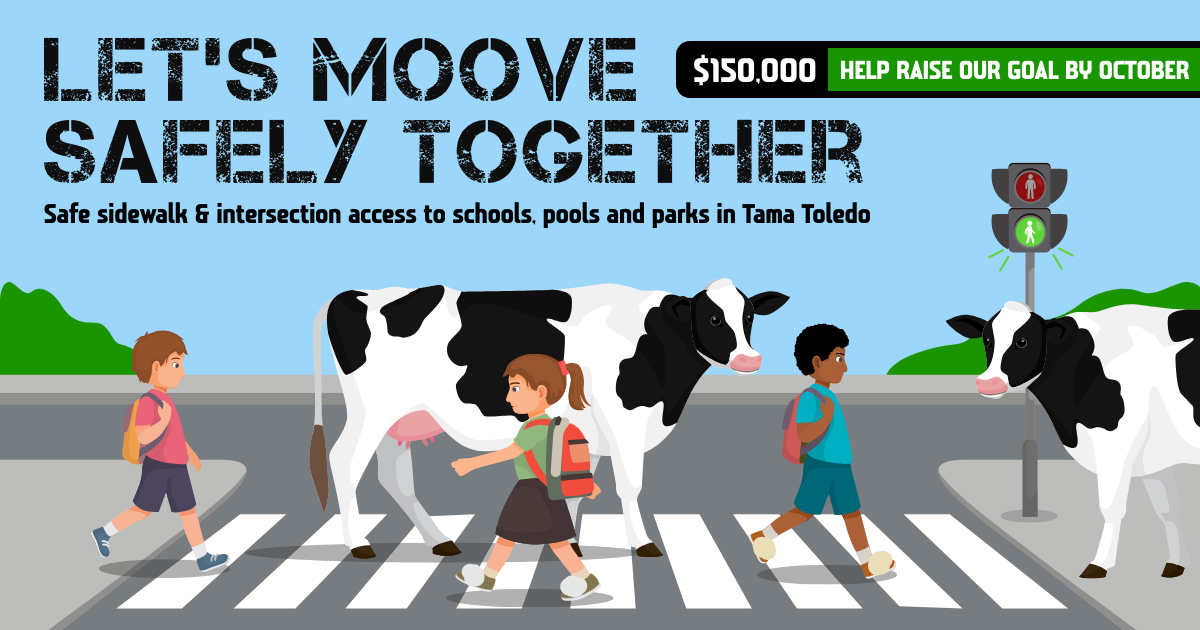 LET'S MOOVE
SAFELY TOGETHER
$150,000 HELP RAISE OUR GOAL BY OCTOBER
Safe sidewalk & intersection access to schools, pools and parks in Tama Toledo